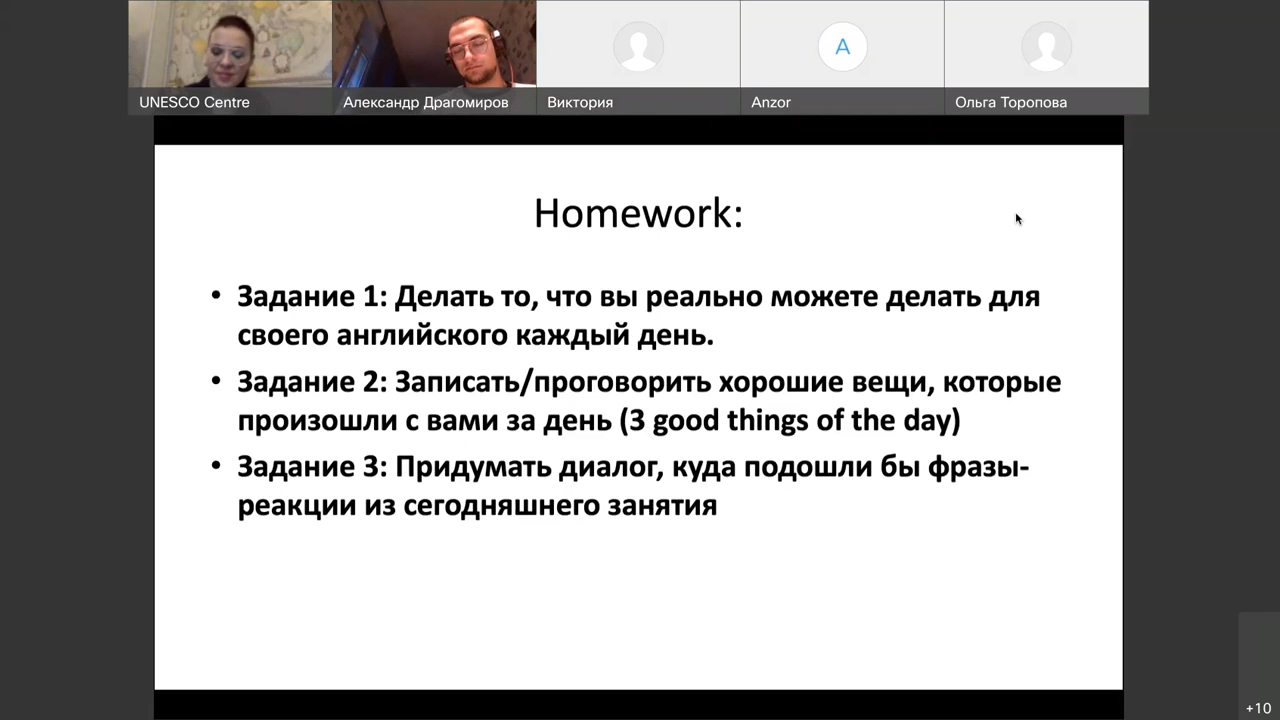 UNESCO Centre
Александр Драгомиров
Виктория
A
Anzor
Ольга Торопова
Homework:
• Задание 1: Делать то, что вы реально можете делать для
своего английского каждый день.
• Задание 2: Записать/проговорить хорошие вещи, которые
произошли с вами за день (3 good things of the day)
• Задание 3: Придумать диалог, куда подошли бы фразы-
реакции из сегодняшнего занятия
+10